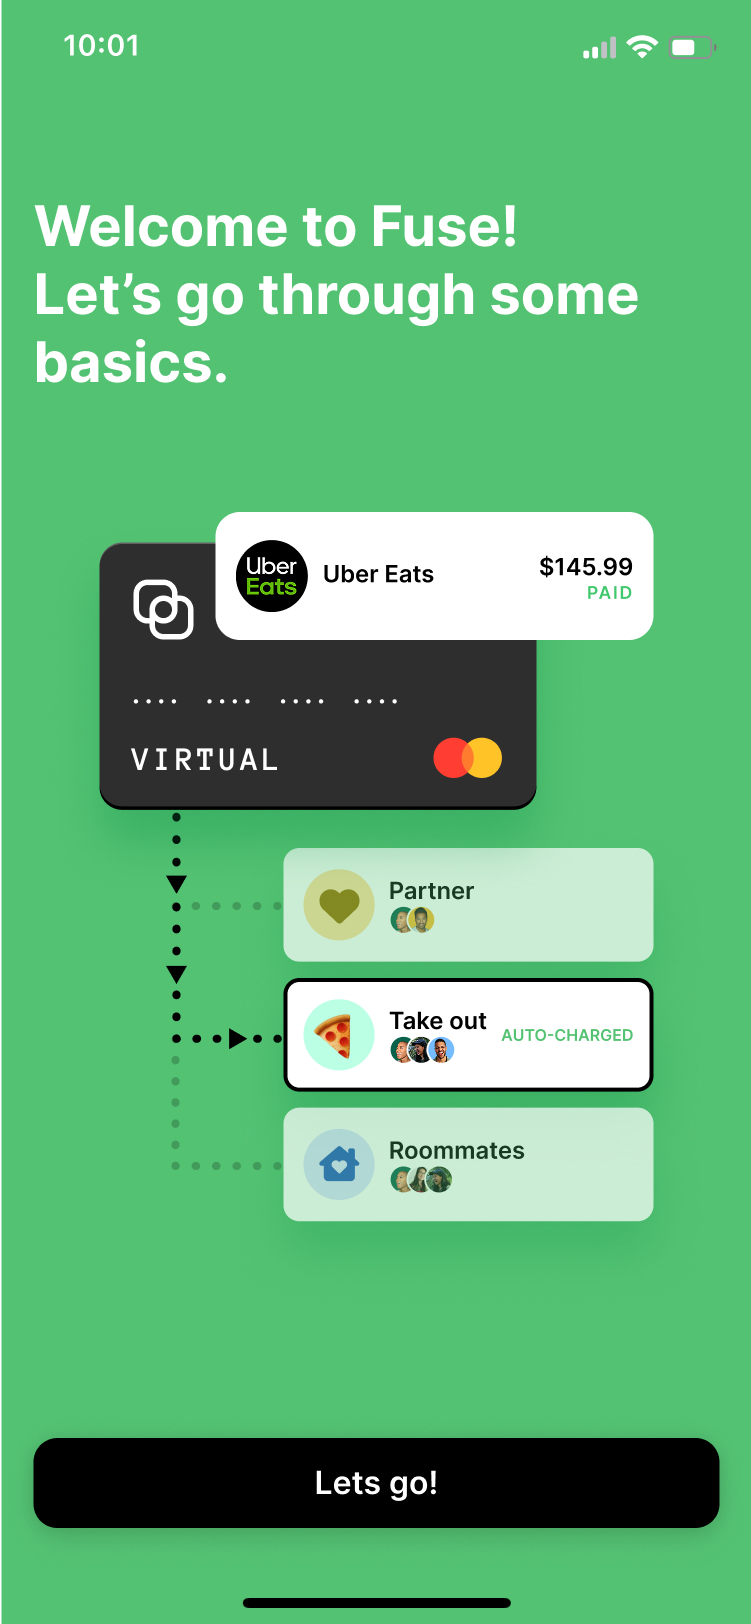 10:01
Welcome to Fuse!
Let’s go through some
basics.
Uber
Eats
Uber Eats
$145.99
PAID
VIRTUAL
Partner
Take out
AUTO-CHARGED
Roommates
Lets go!